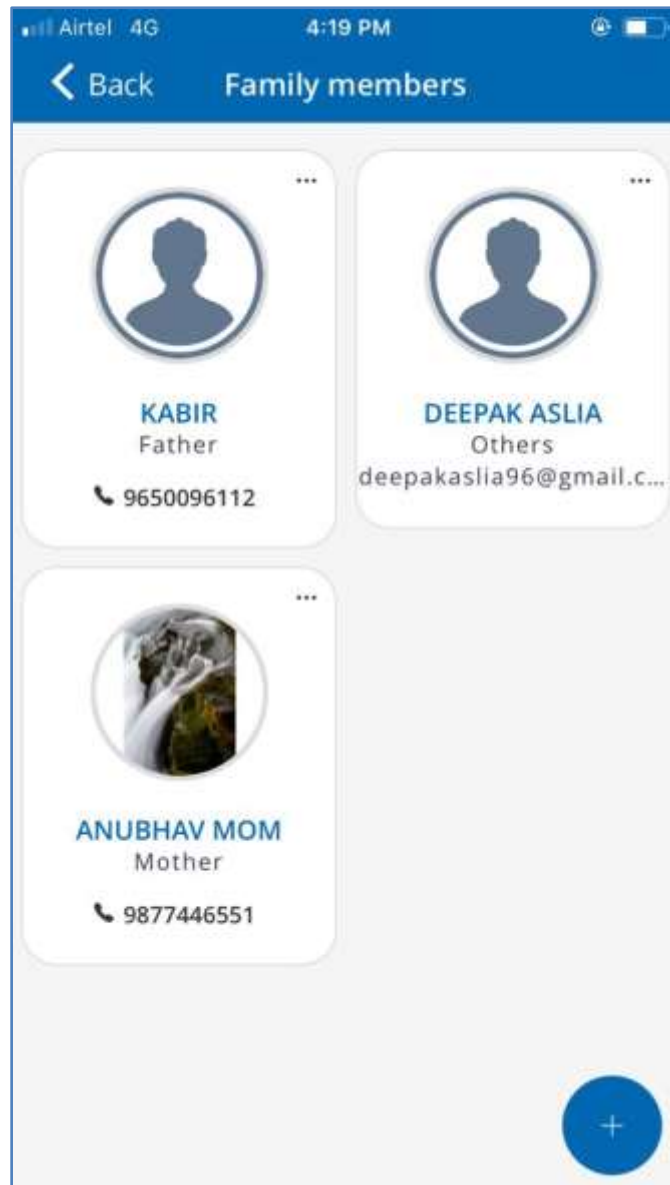 Airtel 4G 4:19 PM
Back Family members
KABIR
Father
9650096112
DEEPAK ASLIA
Others
deepakaslia96@gmail.c...
ANUBHAV MOM
Mother
9877446551